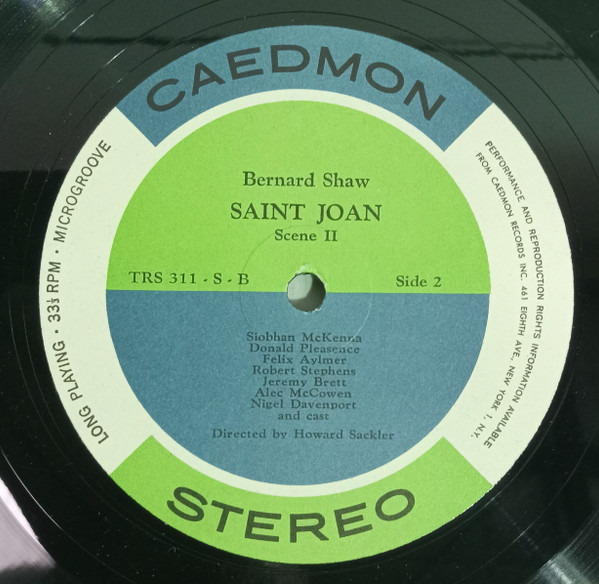 CAEDMON
Bernard Shaw
SAINT JOAN
Scene II
TRS 311 - S - B
Side 2
Siobhan McKenna
Donald Pleasence
Felix Aylmer
Robert Stephens
Jeremy Brett
Alec McCowen
Nigel Davenport
and cast
Directed by Howard Sackler
STEREO
LONG PLAYING · 33⅓ RPM · MICROGROOVE
PERFORMANCE AND REPRODUCTION RIGHTS INFORMATION AVAILABLE
FROM CAEDMON RECORDS INC. 461 EIGHTH AVE, NEW YORK 1, N.Y.